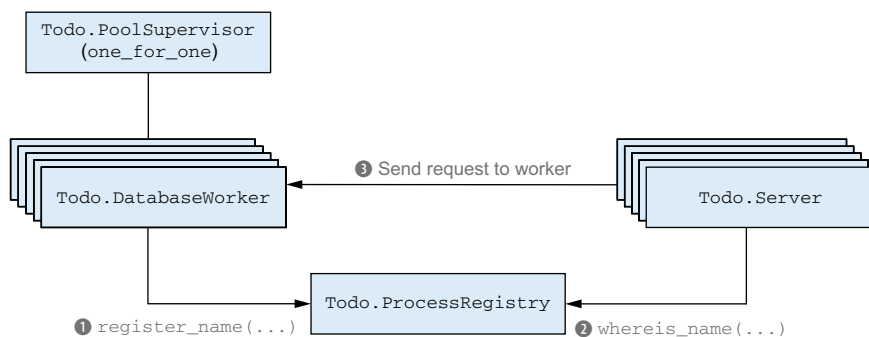 Todo.PoolSupervisor
(one_for_one)
❸ Send request to worker
Todo.DatabaseWorker
Todo.Server
Todo.ProcessRegistry
❶ register_name(...)
❷ whereis_name(...)